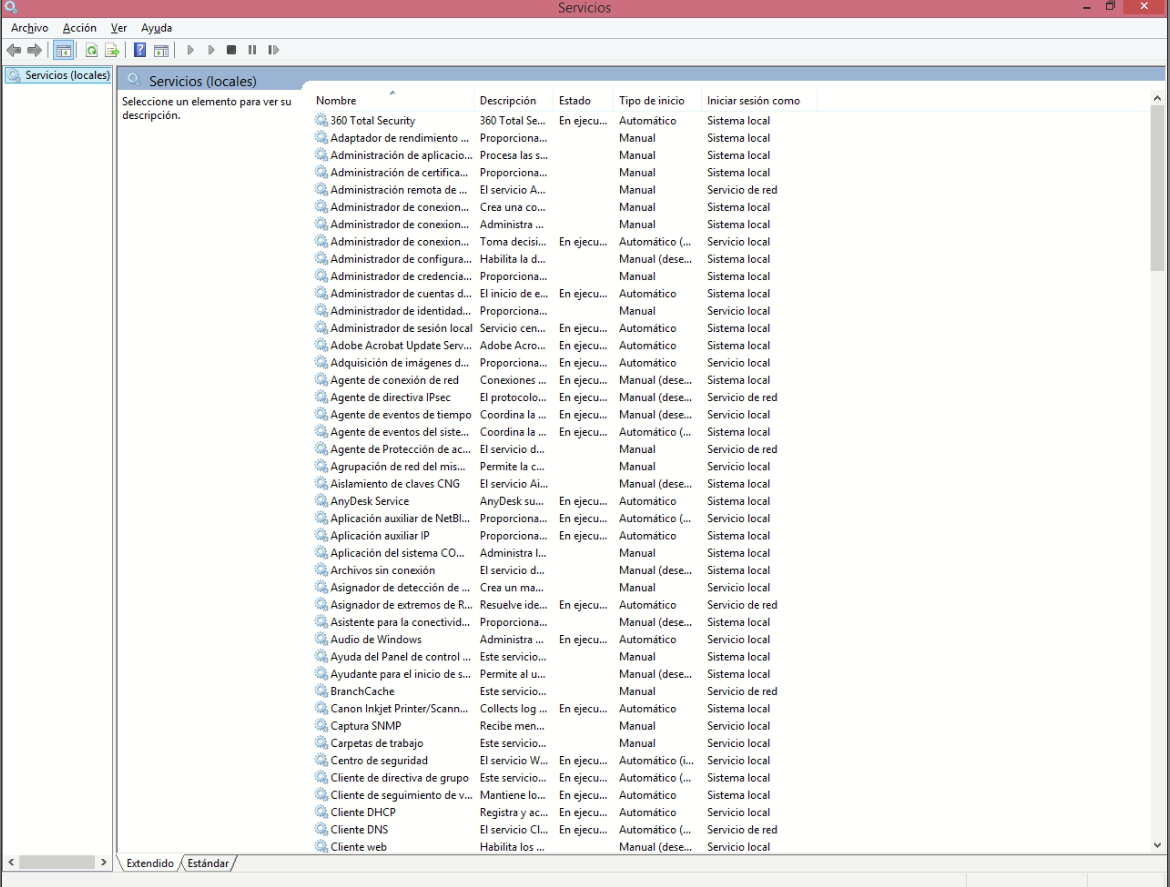 Servicios
Archivo Acción Ver Ayuda
Servicios (locales)
Servicios (locales)
Seleccione un elemento para ver su
descripción.
Nombre Descripción Estado Tipo de inicio Iniciar sesión como
360 Total Security 360 Total Se... En ejecu... Automático Sistema local
Adaptador de rendimiento ... Proporciona... Manual Sistema local
Administración de aplicacio... Procesa las s... Manual Sistema local
Administración de certifica... Proporciona... Manual Sistema local
Administración remota de ... El servicio A... Manual Servicio de red
Administrador de conexion... Crea una co... Manual Sistema local
Administrador de conexion... Administra ... Manual Sistema local
Administrador de conexion... Toma decisi... En ejecu... Automático (... Servicio local
Administrador de configura... Habilita la d... Manual (dese... Sistema local
Administrador de credencia... Proporciona... Manual Sistema local
Administrador de cuentas d... El inicio de e... En ejecu... Automático Sistema local
Administrador de identidad... Proporciona... Manual Servicio local
Administrador de sesión local Servicio cen... En ejecu... Automático Sistema local
Adobe Acrobat Update Serv... Adobe Acro... En ejecu... Automático Sistema local
Adquisición de imágenes d... Proporciona... En ejecu... Automático Servicio local
Agente de conexión de red Conexiones ... En ejecu... Manual (dese... Sistema local
Agente de directiva IPsec El protocolo... En ejecu... Manual (dese... Servicio de red
Agente de eventos de tiempo Coordina la ... En ejecu... Manual (dese... Servicio local
Agente de eventos del siste... Coordina la ... En ejecu... Automático (... Sistema local
Agente de Protección de ac... El servicio d... Manual Servicio de red
Agrupación de red del mis... Permite la c... Manual Servicio local
Aislamiento de claves CNG El servicio Ai... Manual (dese... Sistema local
AnyDesk Service AnyDesk su... En ejecu... Automático Sistema local
Aplicación auxiliar de NetBI... Proporciona... En ejecu... Automático (... Servicio local
Aplicación auxiliar IP Proporciona... En ejecu... Automático Sistema local
Aplicación del sistema CO... Administra l... Manual Sistema local
Archivos sin conexión El servicio d... Manual (dese... Sistema local
Asignador de detección de ... Crea un ma... Manual Servicio local
Asignador de extremos de R... Resuelve ide... En ejecu... Automático Servicio de red
Asistente para la conectivid... Proporciona... Manual (dese... Sistema local
Audio de Windows Administra ... En ejecu... Automático Servicio local
Ayuda del Panel de control ... Este servicio... Manual Sistema local
Ayudante para el inicio de s... Permite al u... Manual (dese... Sistema local
BranchCache Este servicio... Manual Servicio de red
Canon Inkjet Printer/Scann... Collects log ... En ejecu... Automático Sistema local
Captura SNMP Recibe men... Manual Servicio local
Carpetas de trabajo Este servicio... Manual Servicio local
Centro de seguridad El servicio W... En ejecu... Automático (i... Servicio local
Cliente de directiva de grupo Este servicio... En ejecu... Automático (... Sistema local
Cliente de seguimiento de v... Mantiene lo... En ejecu... Automático Sistema local
Cliente DHCP Registra y ac... En ejecu... Automático Servicio local
Cliente DNS El servicio Cl... En ejecu... Automático (... Servicio de red
Cliente web Habilita los ... Manual (dese... Servicio local
Extendido Estándar